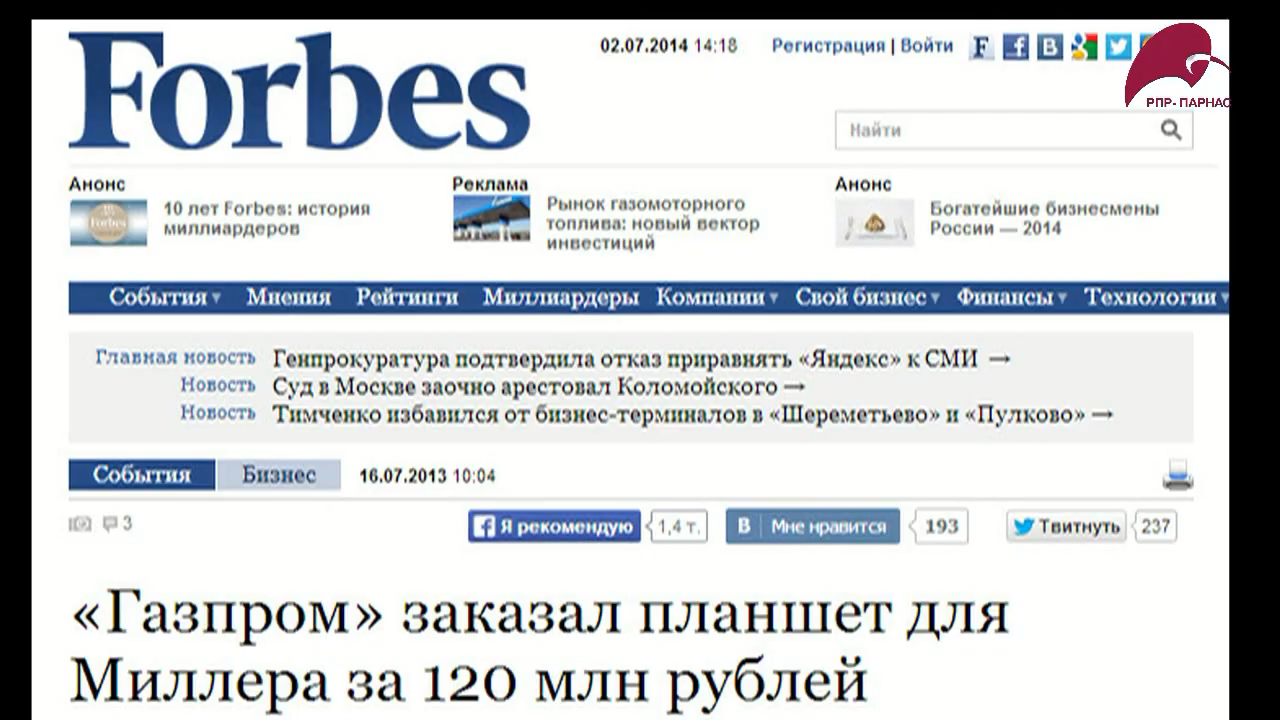 Forbes
02.07.2014 14:18
Регистрация | Войти
F
f
B
РПР- ПАРНАС
Найти
Анонс
10 лет Forbes: история
миллиардеров
Реклама
Рынок газомоторного
топлива: новый вектор
инвестиций
Анонс
Богатейшие бизнесмены
России — 2014
События Мнения Рейтинги Миллиардеры Компании Свой бизнес Финансы Технологии
Главная новость Генпрокуратура подтвердила отказ приравнять «Яндекс» к СМИ →
Новость Суд в Москве заочно арестовал Коломойского →
Новость Тимченко избавился от бизнес-терминалов в «Шереметьево» и «Пулково» →
События Бизнес 16.07.2013 10:04
3
f Я рекомендую 1,4 т.
B Мне нравится 193
Твитнуть 237
«Газпром» заказал планшет для
Миллера за 120 млн рублей